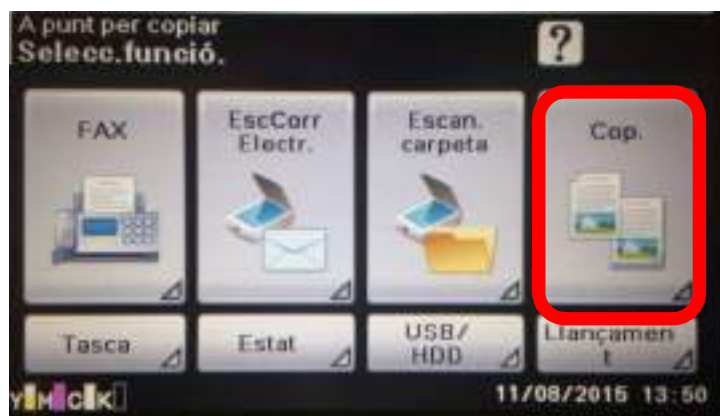 A punt per copiar
Selecc.funció.
?
FAX
EscCorr
Electr.
Escan.
carpeta
Cop.
Tasca
Estat
USB/
HDD
Llançamen
t
Y M C K
11/08/2015 13:50